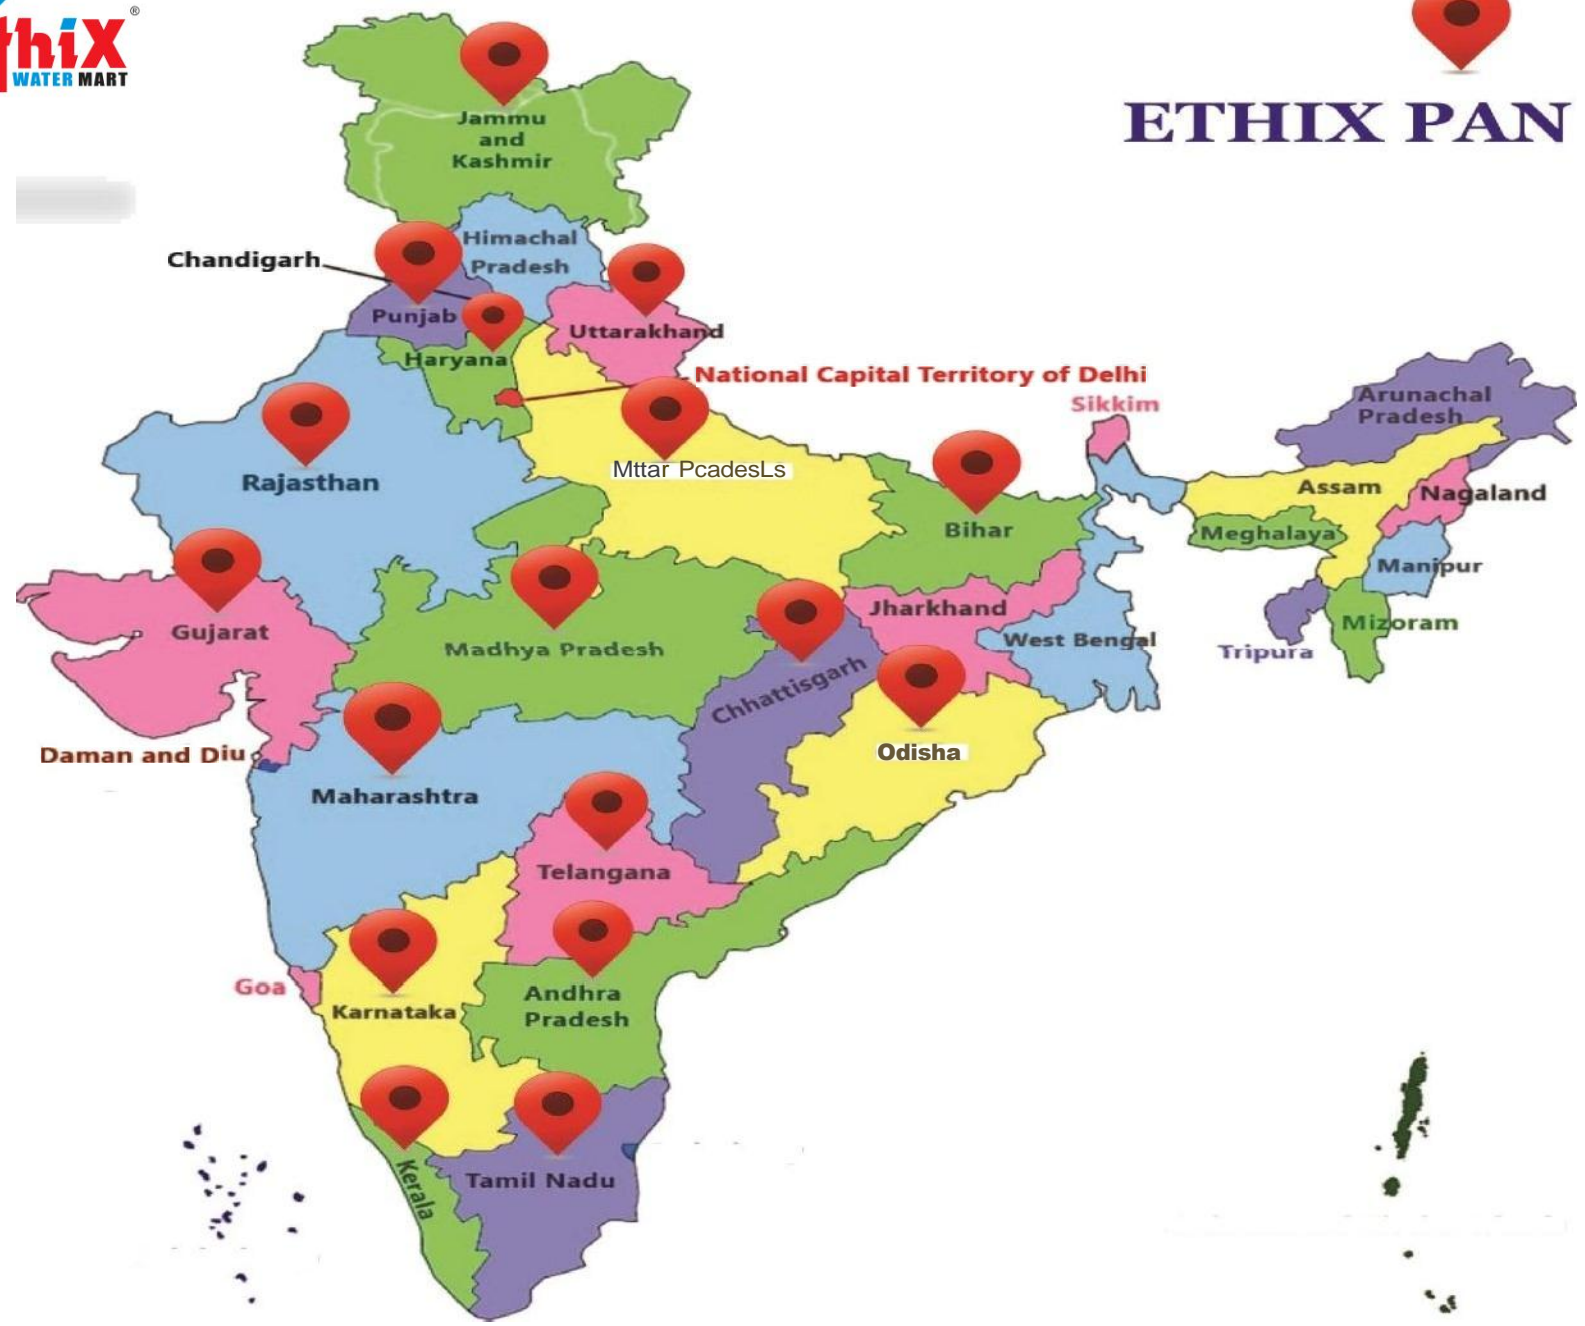 thiX
®
WATER MART
ETHIX PAN
Jammu
and
Kashmir
Himachal
Pradesh
Chandigarh
Punjab
Uttarakhand
Haryana
National Capital Territory of Delhi
Sikkim
Arunachal
Pradesh
Mttar PcadesLs
Rajasthan
Assam
Nagaland
Bihar
Meghalaya
Manipur
Jharkhand
Mizoram
Gujarat
West Bengal
Madhya Pradesh
Tripura
Chhattisgarh
Daman and Diu
Odisha
Maharashtra
Telangana
Goa
Andhra
Pradesh
Karnataka
Kerala
Tamil Nadu